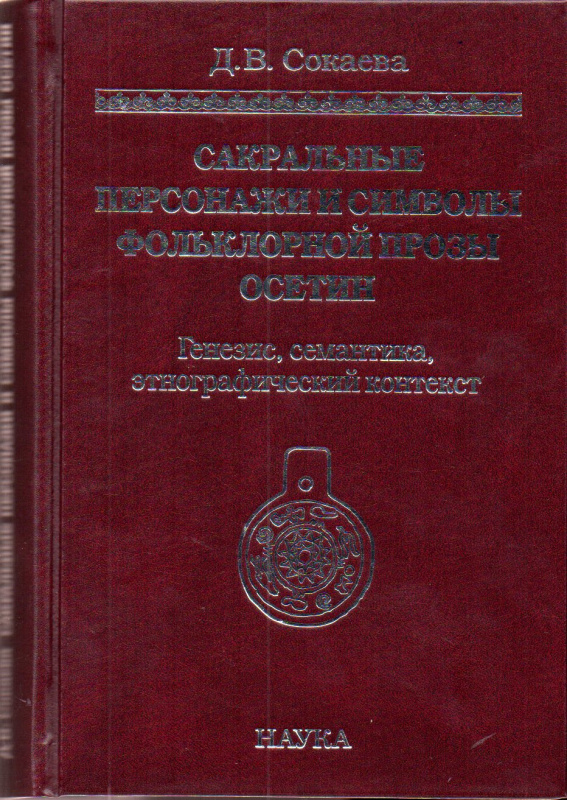 Д.В. Сокаева
САКРАЛЬНЫЕ
ПЕРСОНАЖИ И СИМВОЛЫ
ФОЛЬКЛОРНОЙ ПРОЗЫ
ОСЕТИН
Генезис, семантика,
этнографический контекст
НАУКА